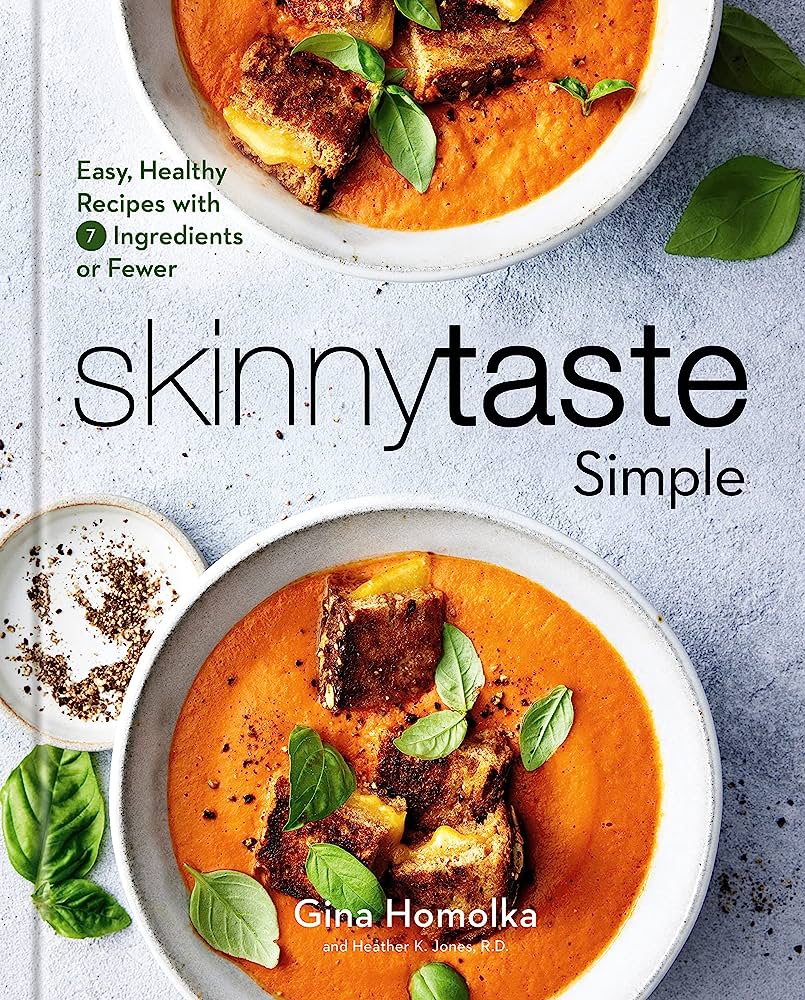 Easy, Healthy
Recipes with
7 Ingredients
or Fewer
skinnytaste
Simple
Gina Homolka
and Heather K. Jones, R.D.